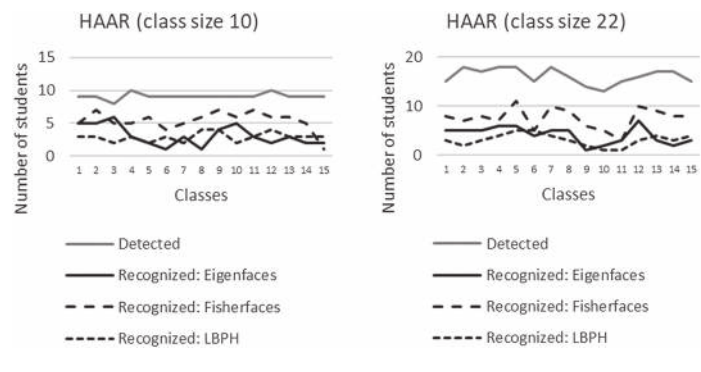 HAAR (class size 10)
Number of students
15
10
5
0
1 2 3 4 5 6 7 8 9 10 11 12 13 14 15
Classes
Detected
Recognized: Eigenfaces
Recognized: Fisherfaces
Recognized: LBPH
HAAR (class size 22)
Number of students
20
10
0
1 2 3 4 5 6 7 8 9 10 11 12 13 14 15
Classes
Detected
Recognized: Eigenfaces
Recognized: Fisherfaces
Recognized: LBPH